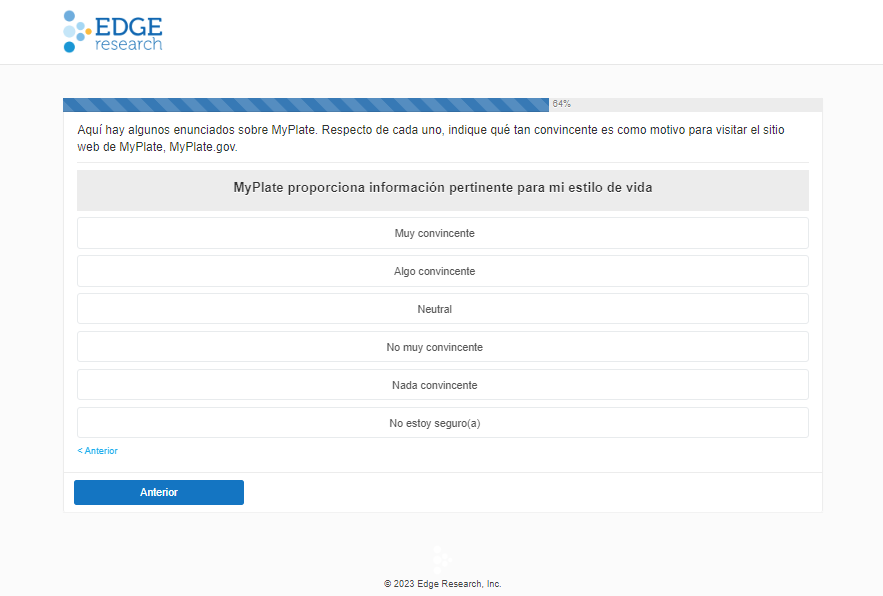 EDGE
research
64%
Aquí hay algunos enunciados sobre MyPlate. Respecto de cada uno, indique qué tan convincente es como motivo para visitar el sitio
web de MyPlate, MyPlate.gov.
MyPlate proporciona información pertinente para mi estilo de vida
Muy convincente
Algo convincente
Neutral
No muy convincente
Nada convincente
No estoy seguro(a)
< Anterior
Anterior
© 2023 Edge Research, Inc.